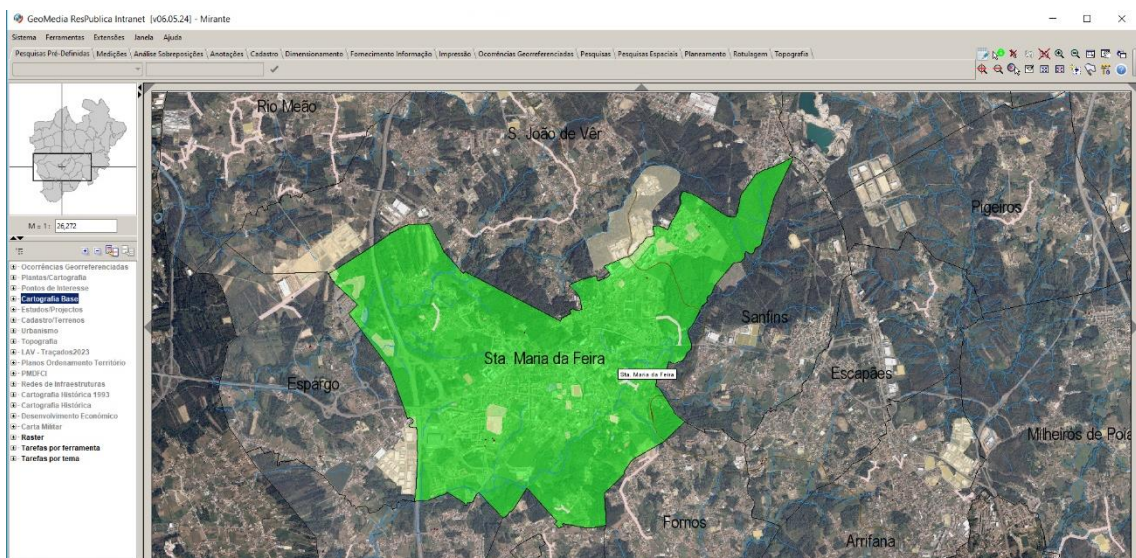 GeoMedia ResPublica Intranet [v06.05.24] - Mirante
Sistema Ferramentas Extensões Janela Ajuda
Pesquisas Pré-Definidas Medições Análise Sobreposições Anotações Cadastro Dimensionamento Fornecimento Informação Impressão Ocorrências Georreferenciadas Pesquisas Pesquisas Espaciais Planeamento Rotulagem Topografia
M = 1 : 26,272
Ocorrências Georreferenciadas
Plantas/Cartografia
Pontos de Interesse
Cartografia Base
Estudos/Projectos
Cadastro/Terrenos
Urbanismo
Topografia
LAV - Traçados2023
Planos Ordenamento Território
PMDFCI
Redes de Infraestruturas
Cartografia Histórica 1993
Cartografia Histórica
Desenvolvimento Económico
Carta Militar
Raster
Tarefas por ferramenta
Tarefas por tema
Rio Meão
S. João de Vêr
Pigeiros
Sanfins
Sta. Maria da Feira
Sta. Maria da Feira
Espargo
Escapães
Milheiros de Poia
Fornos
Arrifana